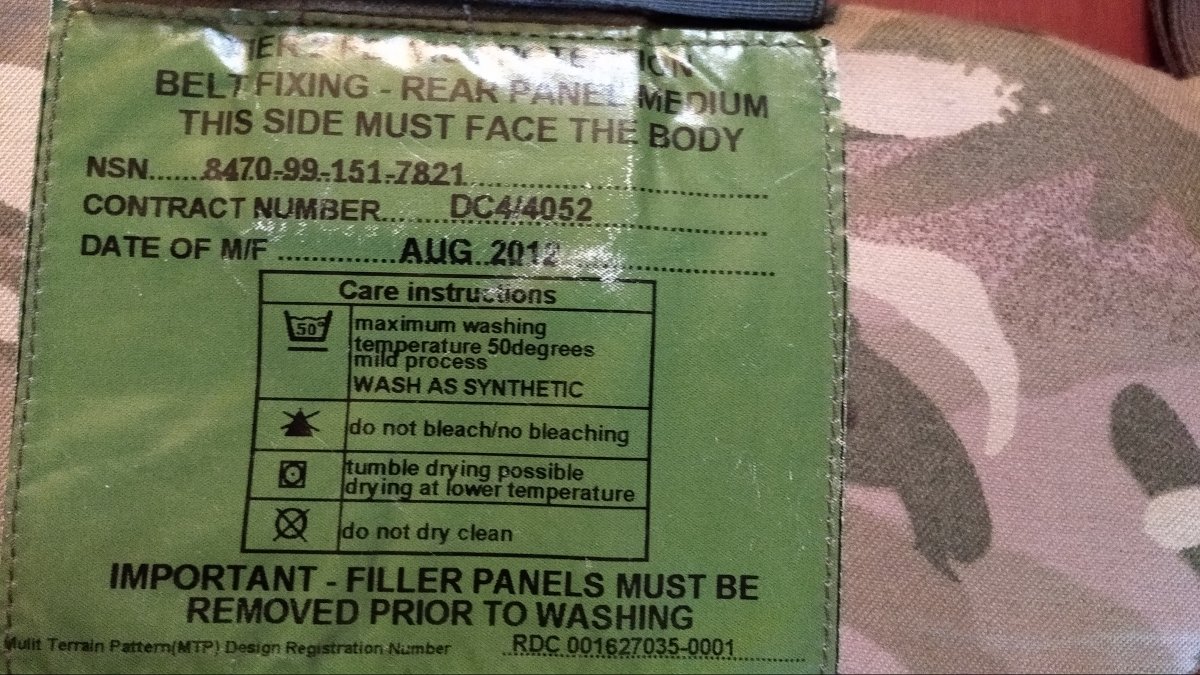 BELT FIXING - REAR PANEL MEDIUM
THIS SIDE MUST FACE THE BODY
NSN.......8470-99-151-7821
CONTRACT NUMBER.......DC4/4052
DATE OF M/F ..............AUG 2012
Care instructions
50°
maximum washing
temperature 50degrees
mild process
WASH AS SYNTHETIC
do not bleach/no bleaching
tumble drying possible
drying at lower temperature
do not dry clean
IMPORTANT - FILLER PANELS MUST BE
REMOVED PRIOR TO WASHING
Mulit Terrain Pattern(MTP) Design Registration Number RDC 001627035-0001